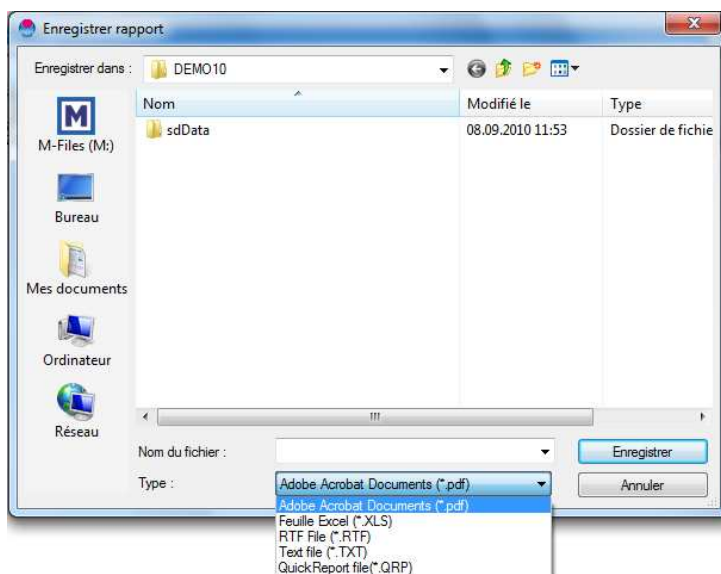 Enregistrer rapport
Enregistrer dans :
DEMO10
Nom
Modifié le
Type
sdData
08.09.2010 11:53
Dossier de fichie
M
M-Files (M:)
Bureau
Mes documents
Ordinateur
Réseau
Nom du fichier :
Enregistrer
Type :
Adobe Acrobat Documents (*.pdf)
Annuler
Adobe Acrobat Documents (*.pdf)
Feuille Excel (*.XLS)
RTF File (*.RTF)
Text file (*.TXT)
QuickReport file(*.QRP)